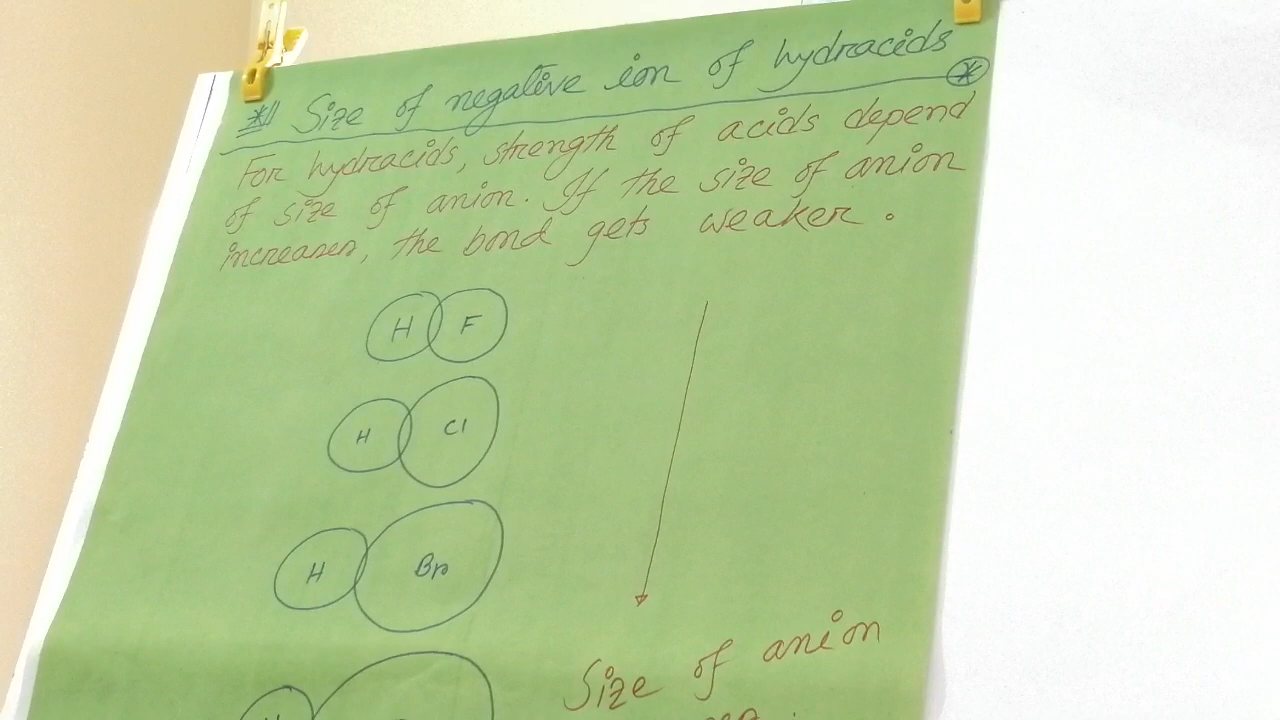 Size of negative ion of hydracids
For hydracids, strength of acids depend
of size of anion. If the size of anion
increases, the bond gets weaker.
H F
H Cl
H Br
Size of anion
H